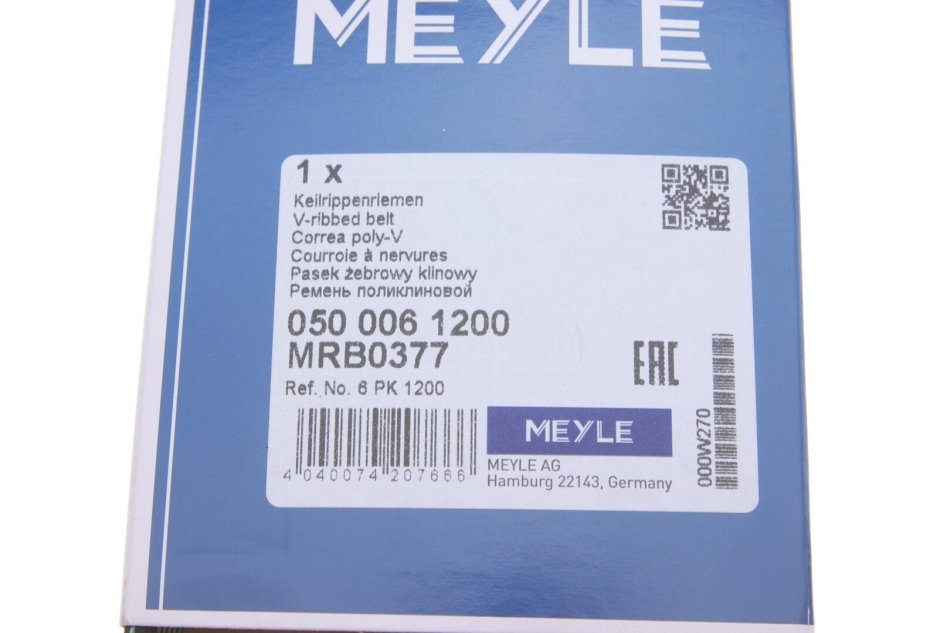 MEYLE
1 x
Keilrippenriemen
V-ribbed belt
Correa poly-V
Courroie à nervures
Pasek żebrowy klinowy
Ремень поликлиновой
050 006 1200
MRB0377
Ref. No. 6 PK 1200
EAC
4 040074 207666
MEYLE
MEYLE AG
Hamburg 22143, Germany
000W270